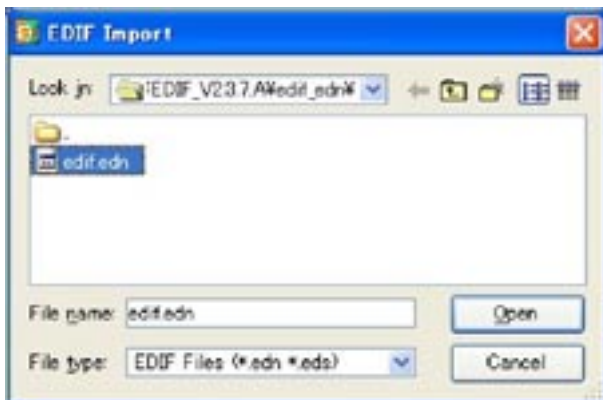 EDIF Import
Look in: :EDIF_V2.3.7.A¥edif_edn¥
.
edif.edn
File name: edif.edn
Open
File type: EDIF Files (*.edn *.eds)
Cancel